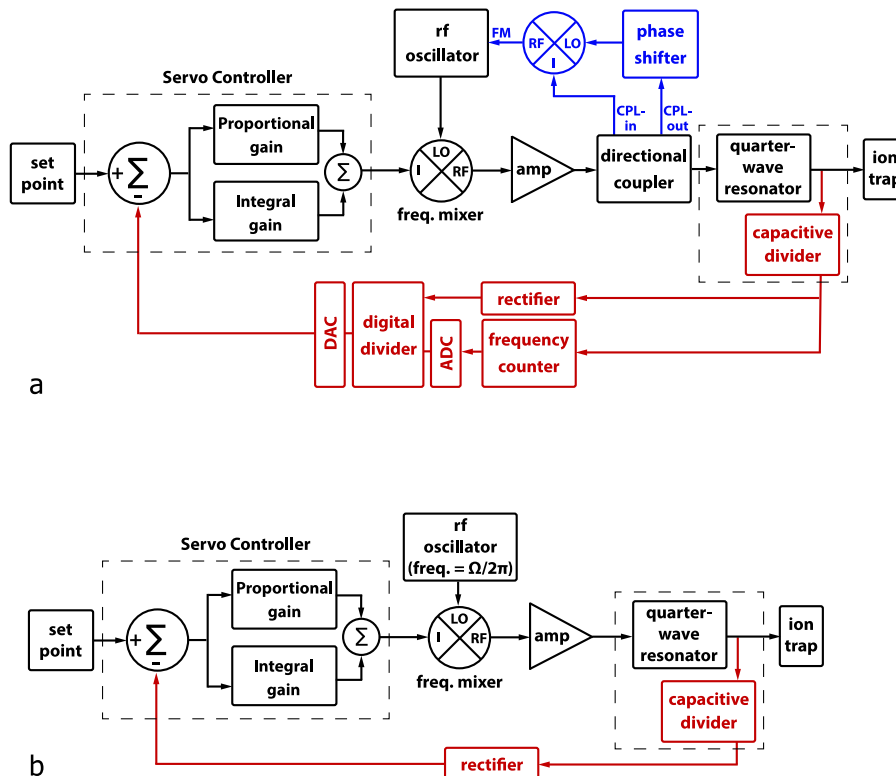 rf
oscillator
FM
RF
LO
I
phase
shifter
Servo Controller
CPL-
in
CPL-
out
Proportional
gain
set
point
+
Σ
-
Integral
gain
Σ
I
LO
RF
freq. mixer
amp
directional
coupler
quarter-
wave
resonator
ion
trap
capacitive
divider
rectifier
DAC
digital
divider
ADC
frequency
counter
a
rf
oscillator
(freq. = Ω/2π)
Servo Controller
Proportional
gain
set
point
+
Σ
-
Integral
gain
Σ
I
LO
RF
freq. mixer
amp
quarter-
wave
resonator
ion
trap
capacitive
divider
rectifier
b